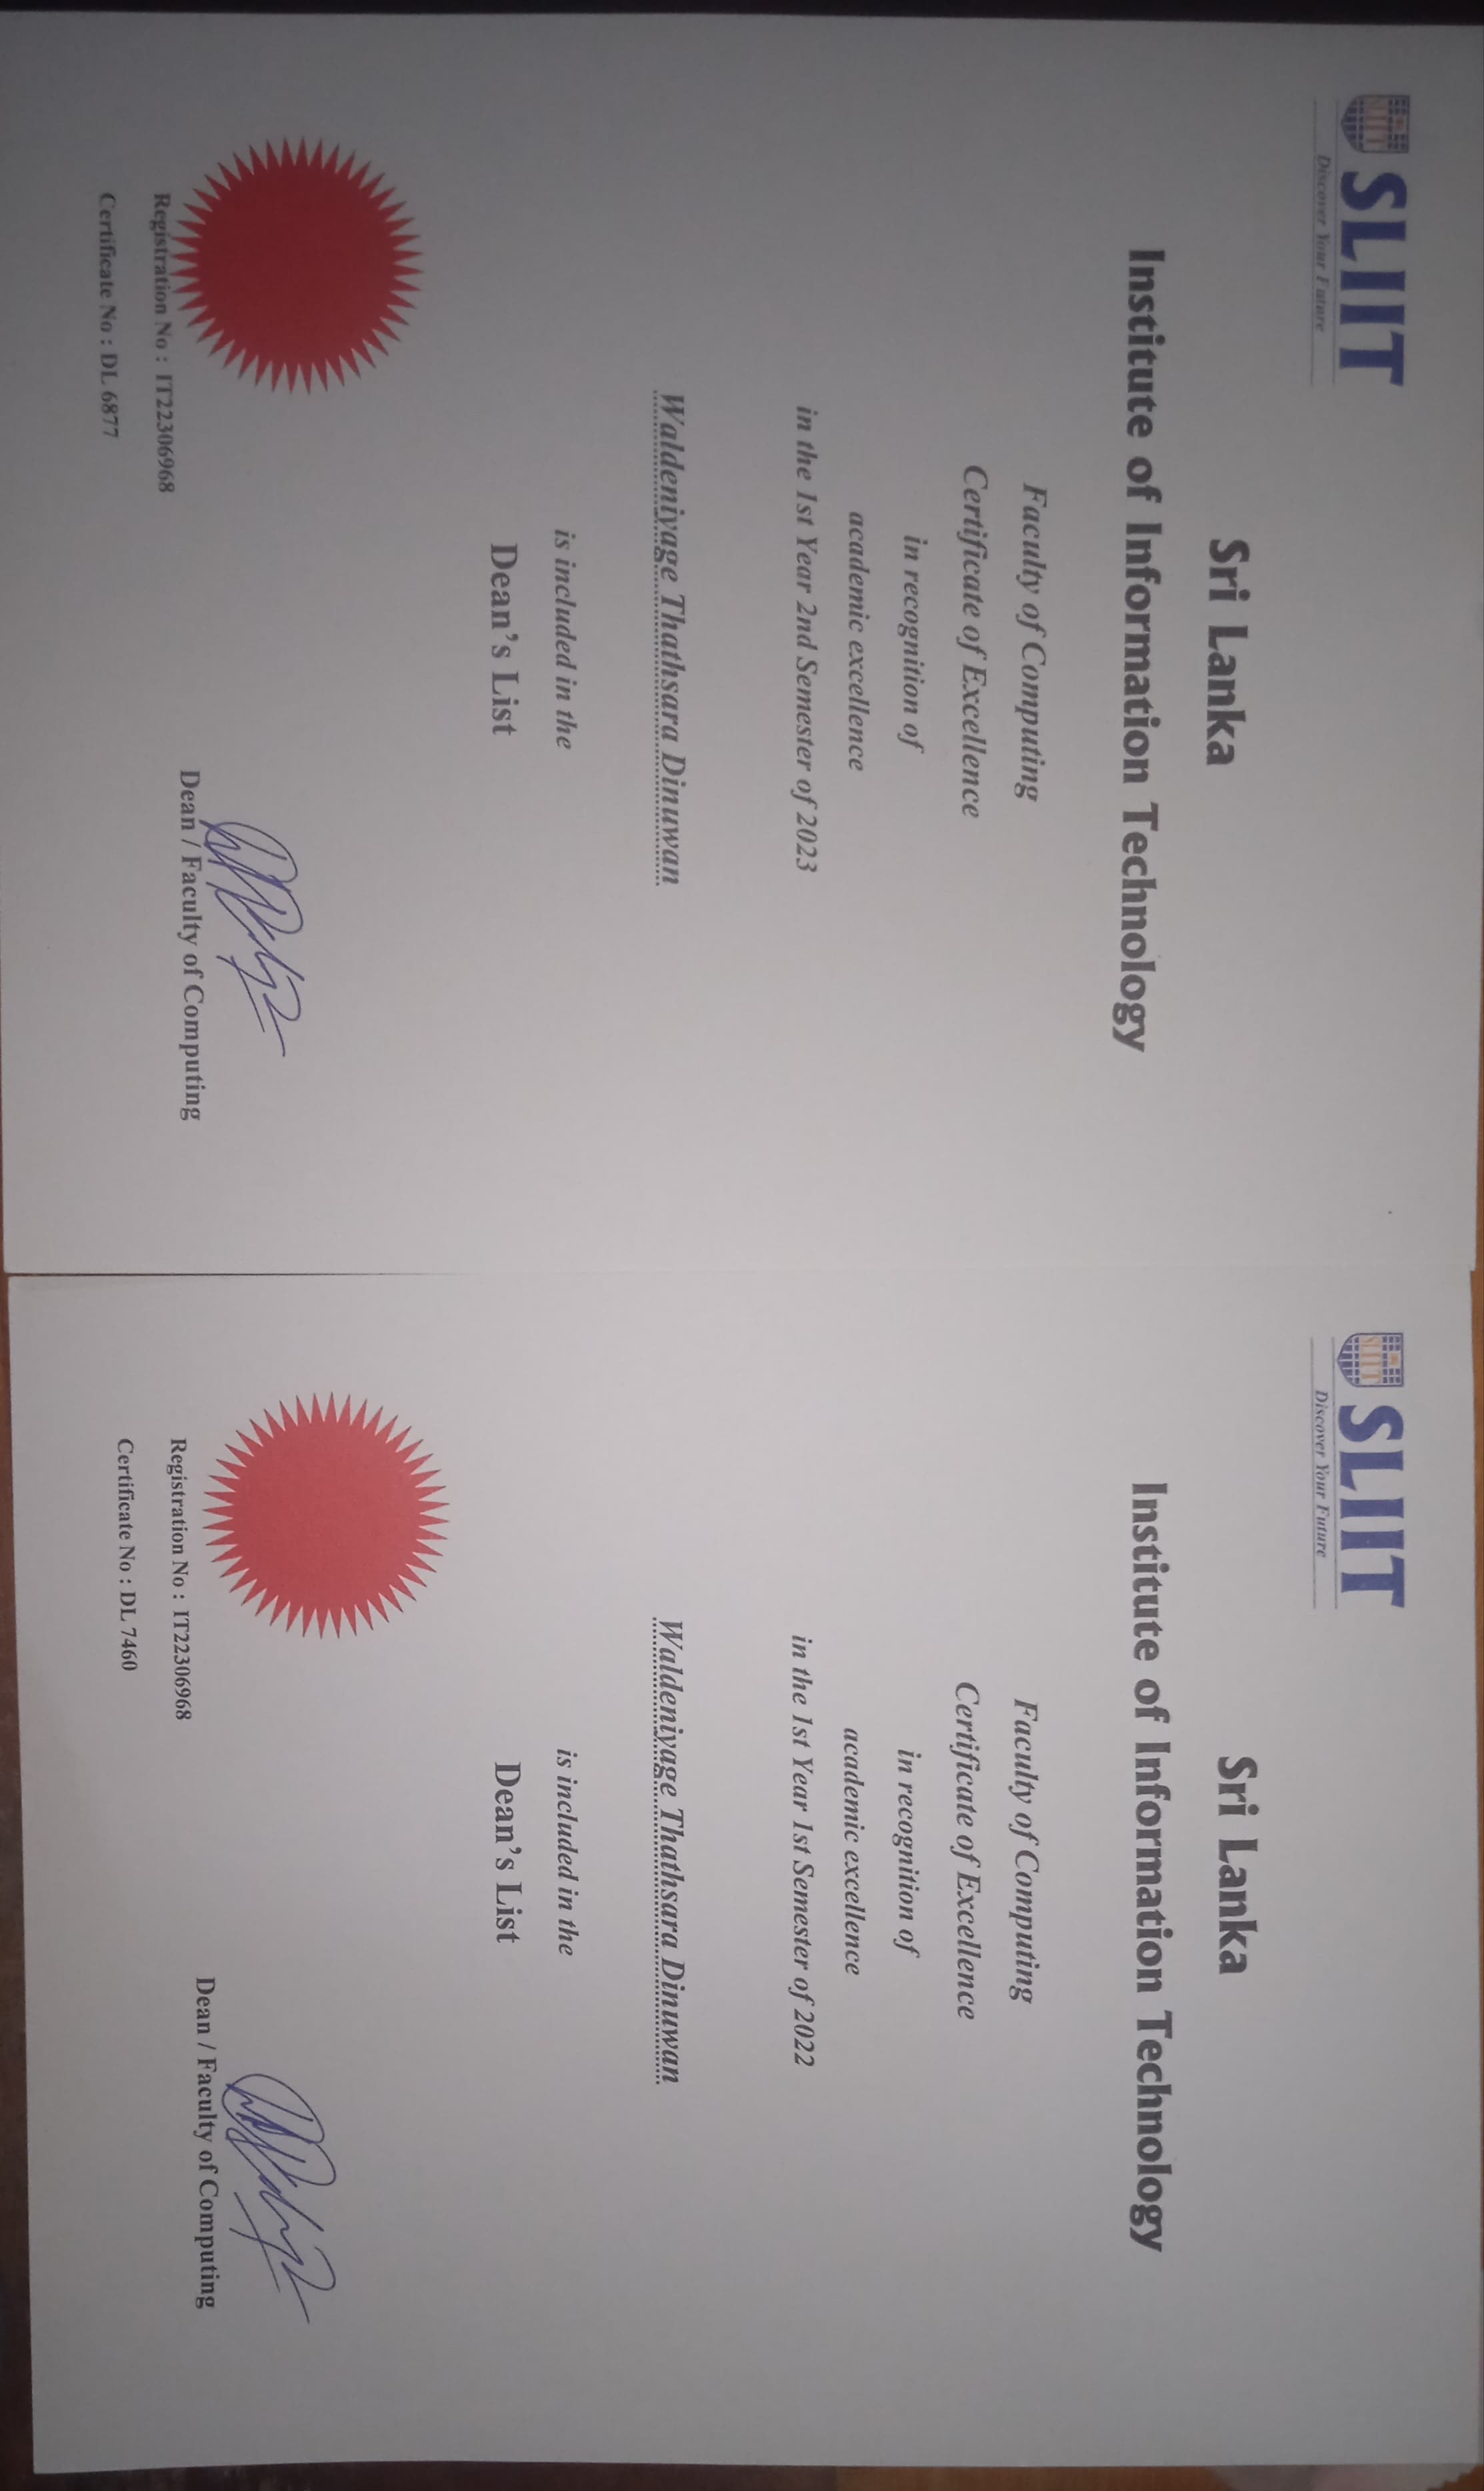 SLIIT
Discover Your Future
Sri Lanka
Institute of Information Technology
Faculty of Computing
Certificate of Excellence
in recognition of
academic excellence
in the 1st Year 2nd Semester of 2023
Waldeniyage Thathsara Dinuwan
is included in the
Dean's List
Registration No : IT22306968
Certificate No : DL 6877
Dean / Faculty of Computing
SLIIT
Discover Your Future
Sri Lanka
Institute of Information Technology
Faculty of Computing
Certificate of Excellence
in recognition of
academic excellence
in the 1st Year 1st Semester of 2022
Waldeniyage Thathsara Dinuwan
is included in the
Dean's List
Registration No : IT22306968
Certificate No : DL 7460
Dean / Faculty of Computing